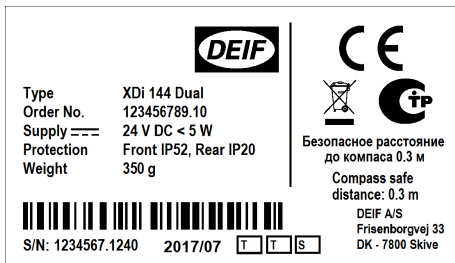 DEIF
Type XDi 144 Dual
Order No. 123456789.10
Supply 24 V DC < 5 W
Protection Front IP52, Rear IP20
Weight 350 g
S/N: 1234567.1240 2017/07 T T S
CE
СТР
Безопасное расстояние
до компаса 0.3 м
Compass safe
distance: 0.3 m
DEIF A/S
Frisenborgvej 33
DK - 7800 Skive